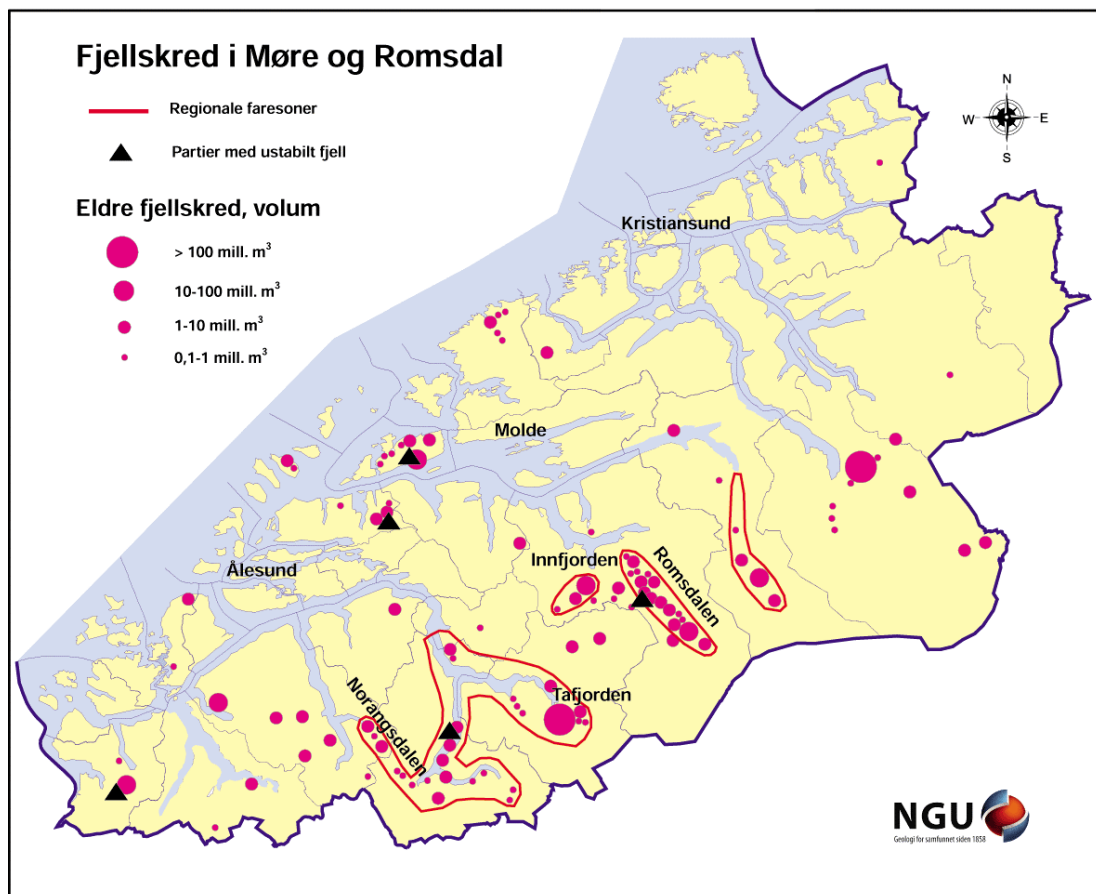 Fjellskred i Møre og Romsdal
Regionale faresoner
Partier med ustabilt fjell
Eldre fjellskred, volum
> 100 mill. m³
10-100 mill. m³
1-10 mill. m³
0,1-1 mill. m³
N
W
E
S
Kristiansund
Molde
Ålesund
Innfjorden
Romsdalen
Tafjorden
Norangsdalen
NGU
Geologi for samfunnet siden 1858